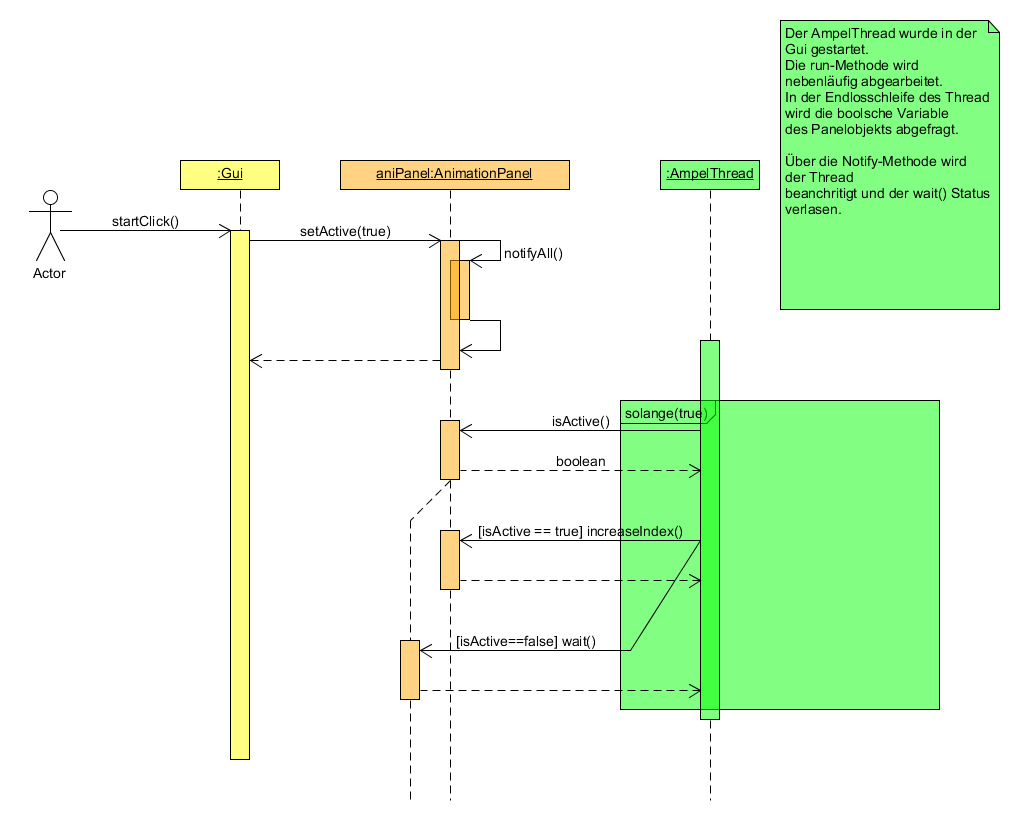 Der AmpelThread wurde in der
Gui gestartet.
Die run-Methode wird
nebenläufig abgearbeitet.
In der Endlosschleife des Thread
wird die boolsche Variable
des Panelobjekts abgefragt.
Über die Notify-Methode wird
der Thread
beanchritigt und der wait() Status
verlasen.
:Gui
aniPanel:AnimationPanel
:AmpelThread
startClick()
setActive(true)
notifyAll()
Actor
solange(true)
isActive()
boolean
[isActive == true] increaseIndex()
[isActive==false] wait()